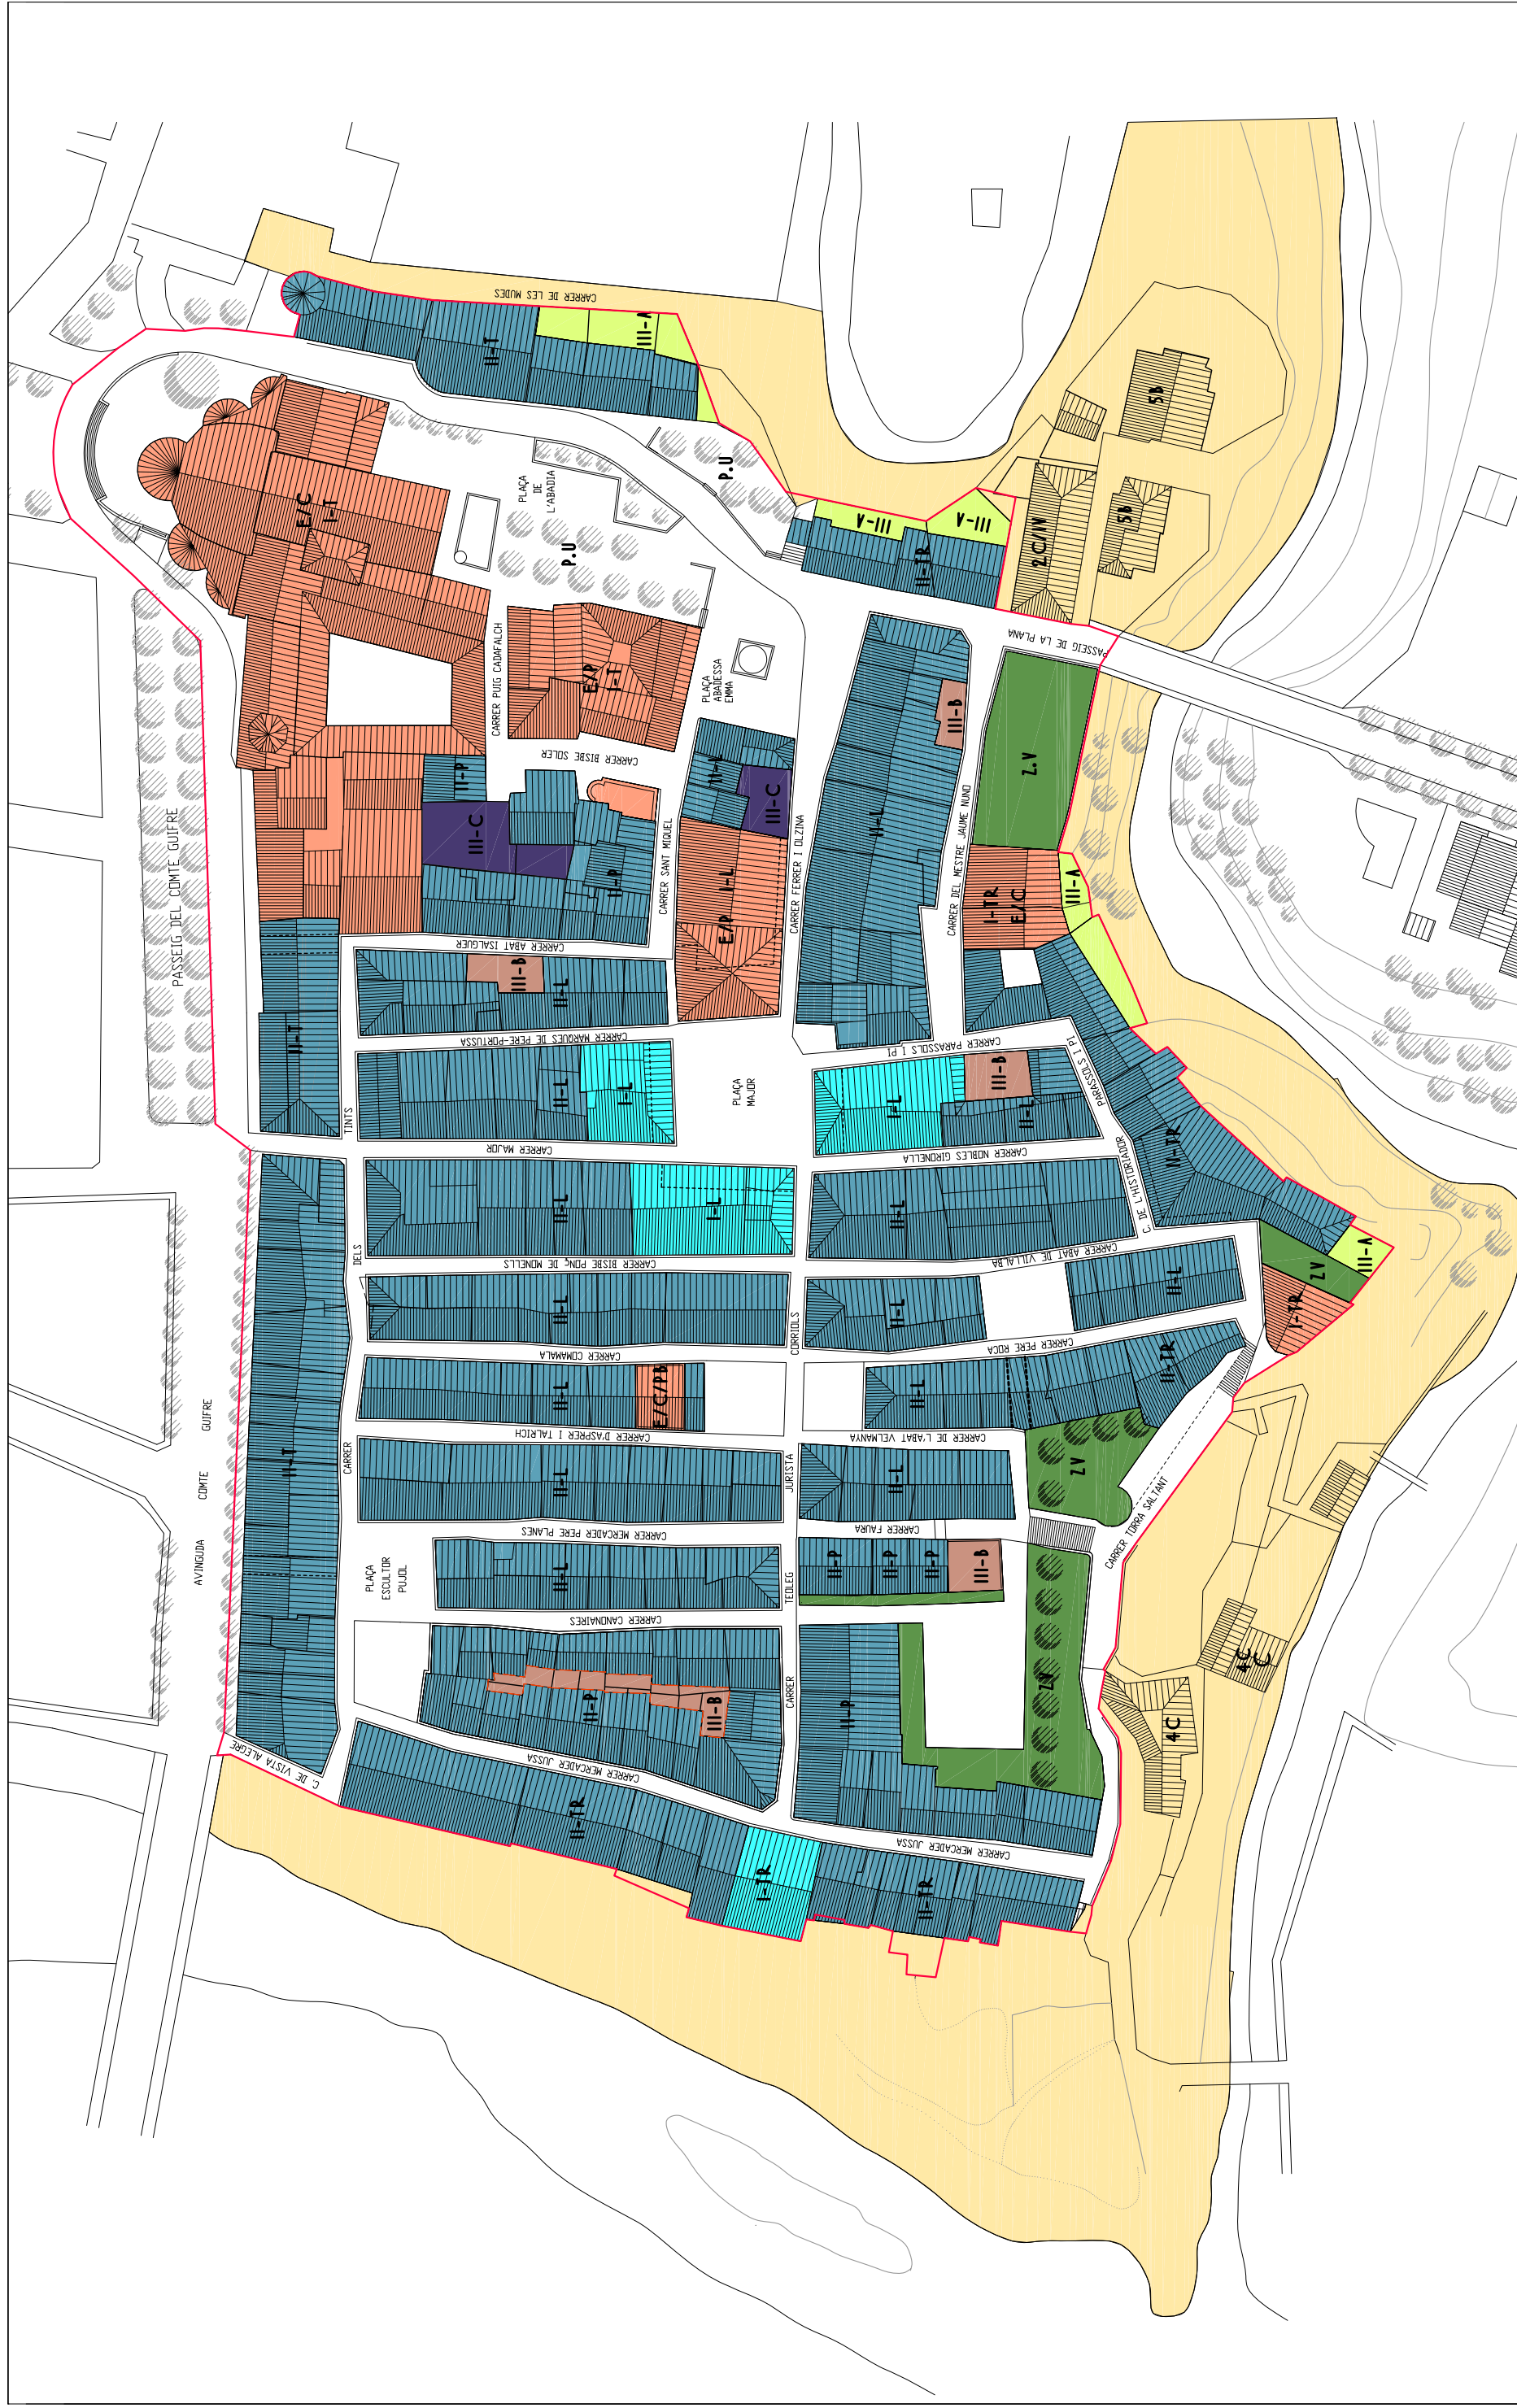 CARRER DE LES MUDES
II-T
III-A
E/C
I-T
PLAÇA
DE
L'ABADIA
P.U
P.U
III-A
III-A
II-TR
2C/IV
5B
5B
PASSEIG DE LA PLANA
CARRER PUIG CADAFALCH
E/P
I-T
PLAÇA
ABADESSA
EMMA
CARRER BISBE SOLER
II-P
III-C
II-L
III-C
II-P
CARRER SANT MIQUEL
E/P
I-L
CARRER FERRER I OLZINA
II-L
III-B
CARRER DEL MESTRE JAUME NUNO
Z.V
I-TR
E/C
III-A
PASSEIG DEL COMTE GUIFRE
CARRER ABAT ISALGUER
III-B
II-L
II-T
CARRER MARQUES DE PERE-PORTUSSA
II-L
I-L
PLAÇA
MAJOR
CARRER PARASSOLS I PI
III-B
I-L
II-L
PARASSOLS I PI
C. DE L'HISTORIADOR
II-TR
TINTS
CARRER MAJOR
CARRER NOBLES GIRONELLA
II-L
I-L
II-L
DELS
CARRER BISBE PONÇ DE MONELLS
CARRER ABAT DE VILLALBA
III-A
ZV
I-TR
II-L
II-L
II-L
CORRIOLS
CARRER COMAMALA
CARRER PERE ROCA
II-L
E/C/PB
II-L
II-TR
AVINGUDA
COMTE
GUIFRE
II-T
CARRER
CARRER D'ASPRER I TALRICH
CARRER DE L'ABAT VELMANYA
II-L
JURISTA
II-L
ZV
CARRER TORRA SALTANT
CARRER MERCADER PERE PLANES
CARRER FAURA
PLAÇA
ESCULTOR
PUJOL
II-L
TEOLEG
II-P
II-P
II-P
III-B
CARRER CANONAIRES
II-P
III-B
CARRER
II-P
ZV
4C
C
4C
C. DE VISTA ALEGRE
CARRER MERCADER JUSSA
II-TR
I-TR
CARRER MERCADER JUSSA
II-TR